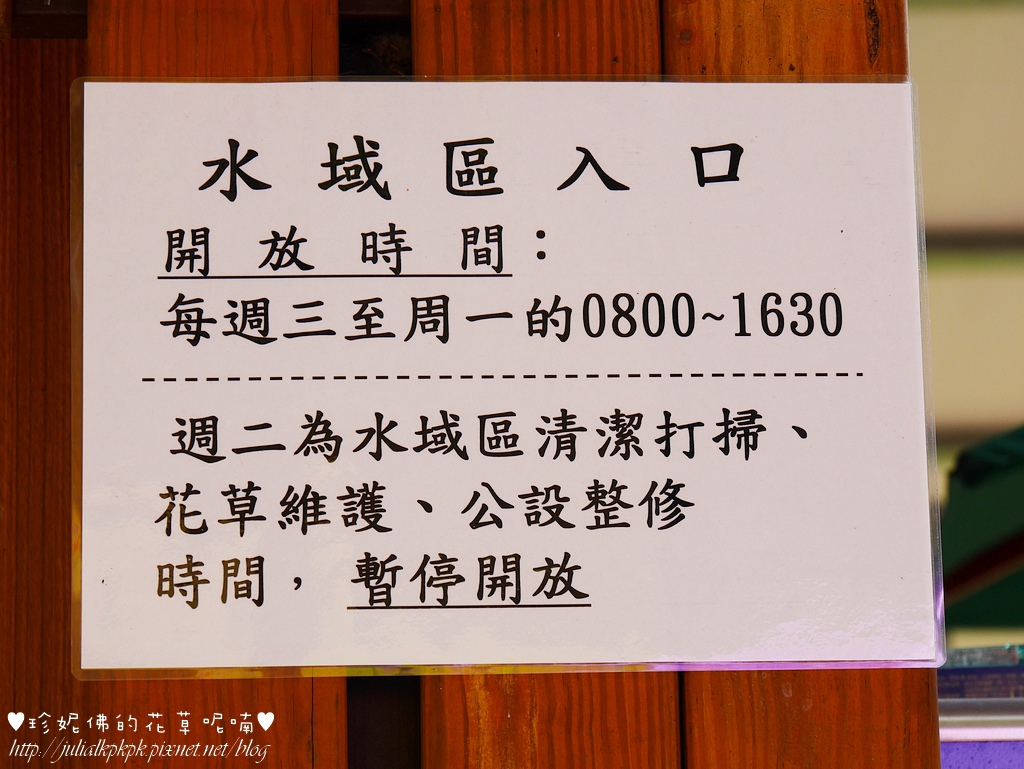 水域區入口
開放時間：
每週三至周一的0800~1630
週二為水域區清潔打掃、
花草維護、公設整修
時間，暫停開放
♥珍妮佛的花草呢喃♥
http://julialkpkpk.pixnet.net/blog